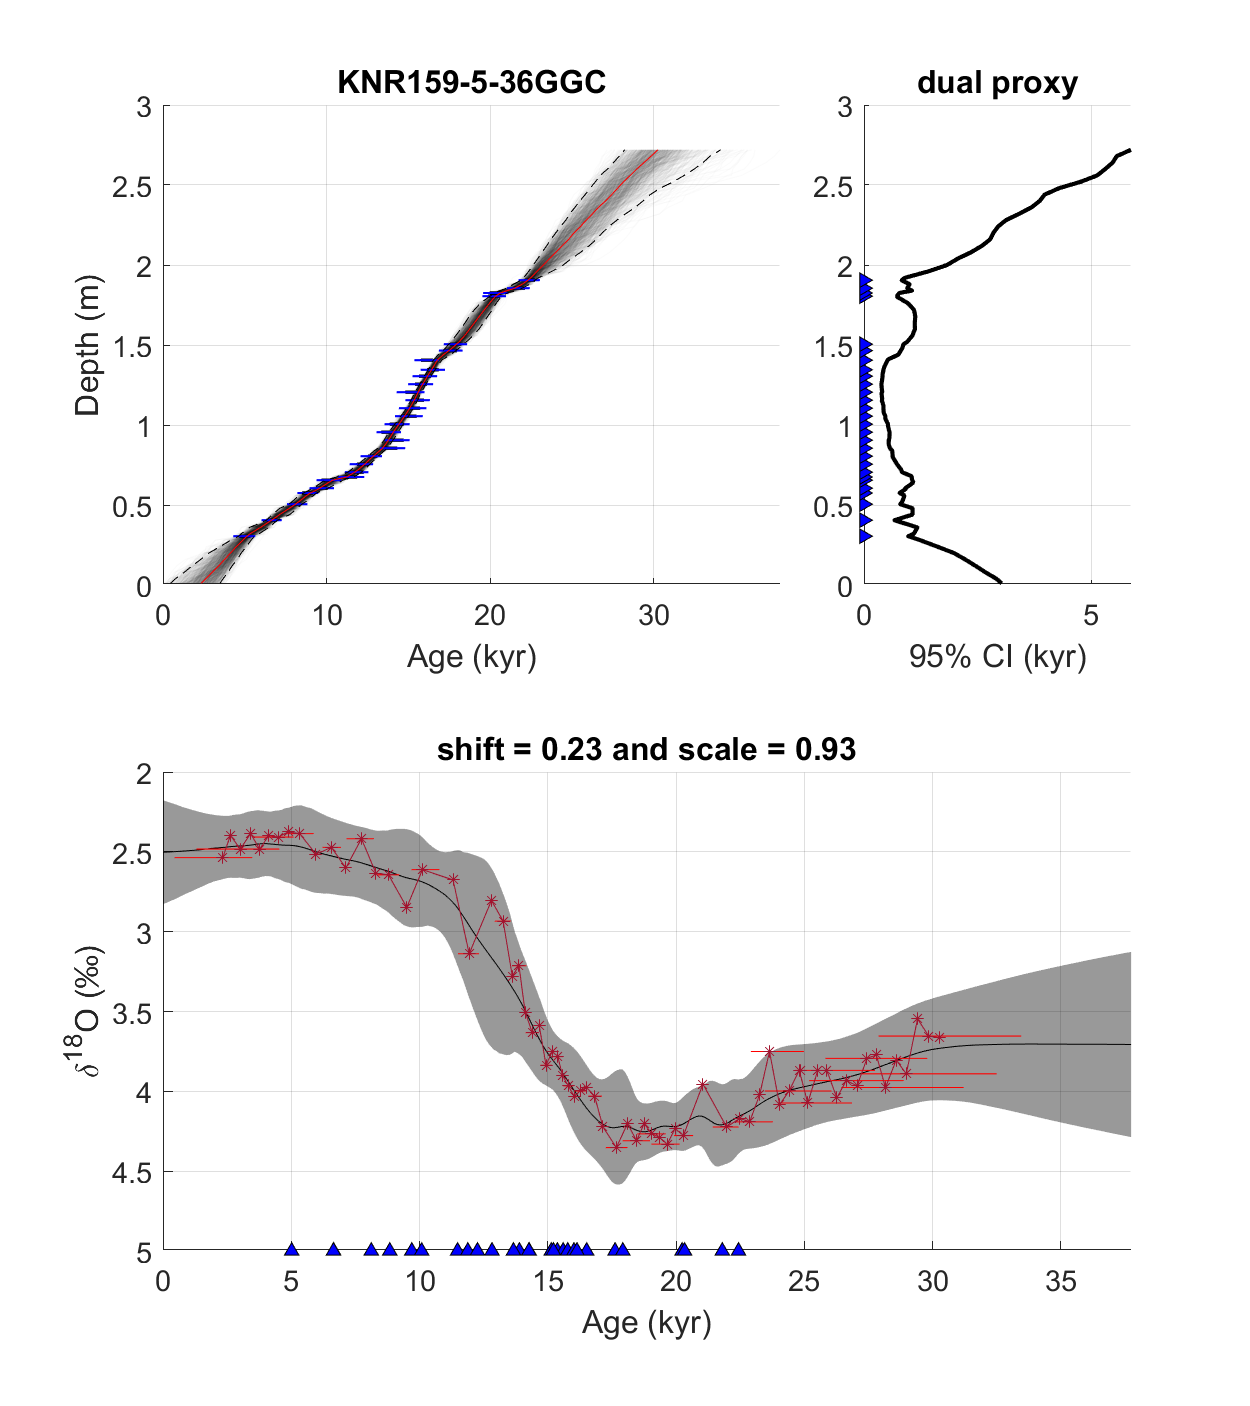 KNR159-5-36GGC
3
2.5
2
1.5
1
0.5
0
Depth (m)
0 10 20 30
Age (kyr)
dual proxy
3
2.5
2
1.5
1
0.5
0
0 5
95% CI (kyr)
shift = 0.23 and scale = 0.93
2
2.5
3
3.5
4
4.5
5
δ¹⁸O (‰)
0 5 10 15 20 25 30 35
Age (kyr)